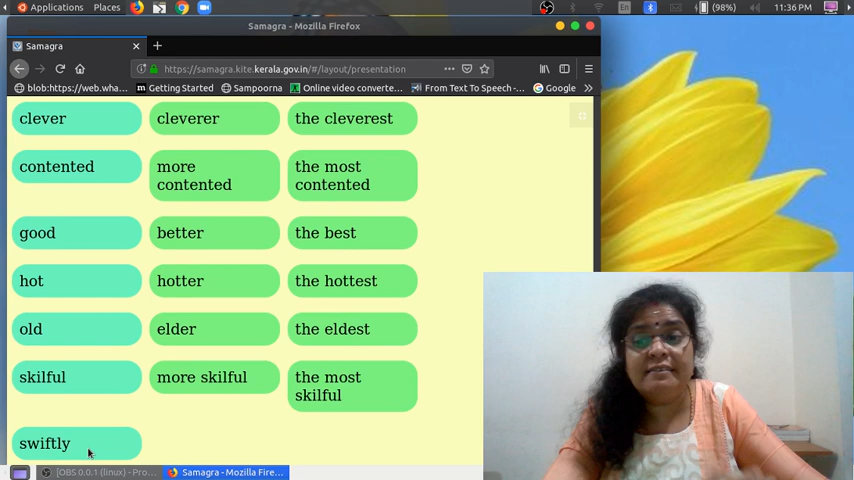 Applications Places En (98%) 11:36 PM
Samagra - Mozilla Firefox
Samagra
https://samagra.kite.kerala.gov.in/#/layout/presentation
blob:https://web.wha... Getting Started Sampoorna Online video converte... From Text To Speech -... Google
clever cleverer the cleverest
contented more the most
contented contented
good better the best
hot hotter the hottest
old elder the eldest
skilful more skilful the most
skilful
swiftly
[OBS 0.0.1 (linux) - Pro... Samagra - Mozilla Fire...